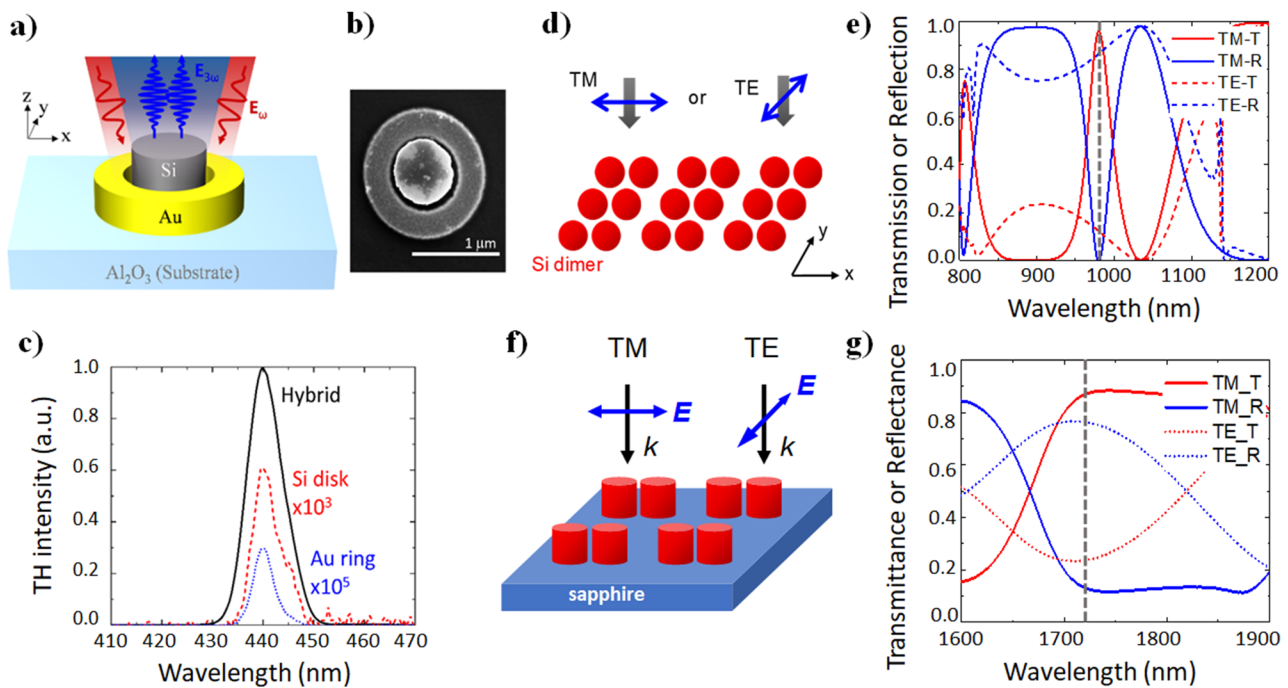 a)
z
y
x
E3ω
Eω
Si
Au
Al2O3 (Substrate)
b)
1 μm
c)
TH intensity (a.u.)
1.0
0.8
0.6
0.4
0.2
0.0
Hybrid
Si disk
x10³
Au ring
x10⁵
410 420 430 440 450 460 470
Wavelength (nm)
d)
TM or TE
Si dimer
y
x
e)
Transmission or Reflection
1.0
0.8
0.6
0.4
0.2
0.0
TM-T
TM-R
TE-T
TE-R
800 900 1000 1100 1200
Wavelength (nm)
f)
TM TE
E
E
k
k
sapphire
g)
Transmittance or Reflectance
1.0
0.8
0.6
0.4
0.2
0.0
TM_T
TM_R
TE_T
TE_R
1600 1700 1800 1900
Wavelength (nm)